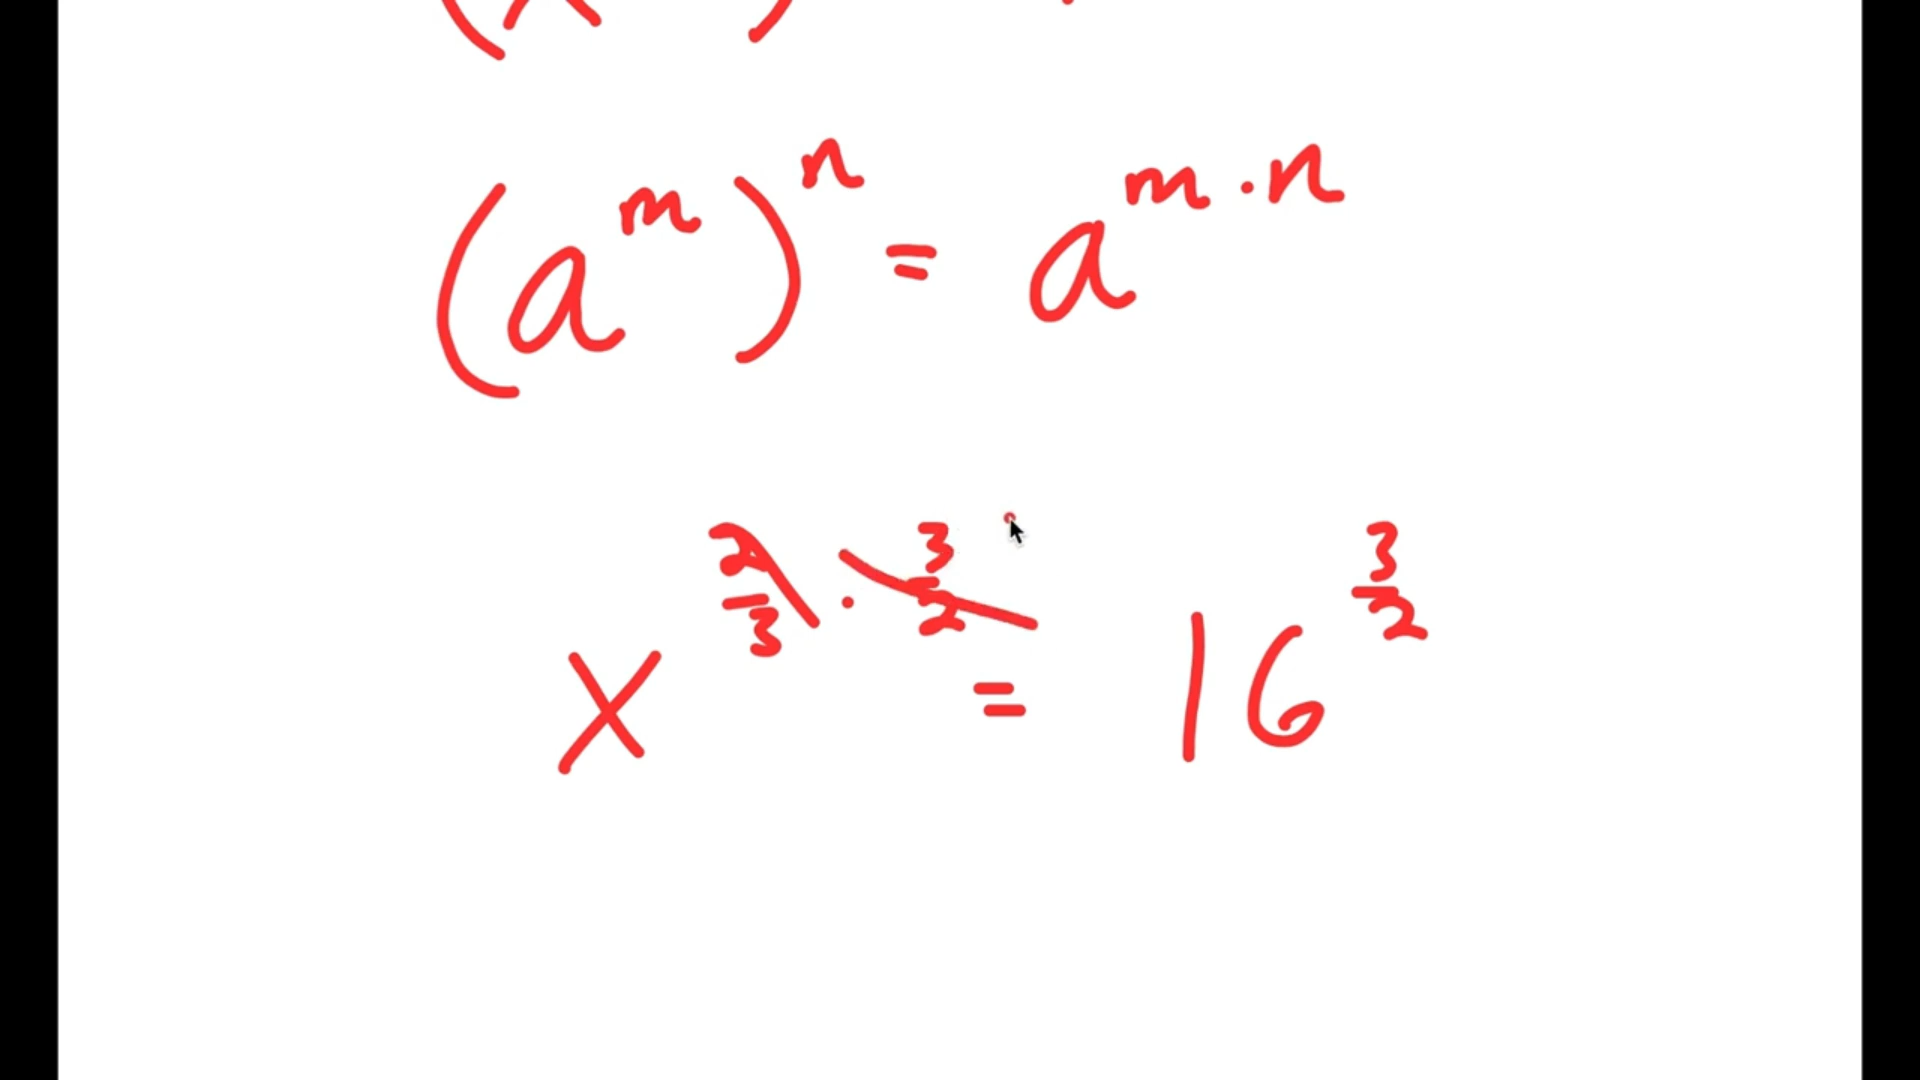 (x )
(a^m)^n = a^{m·n}
x^{2/3 · 3/2} = 16^{3/2}